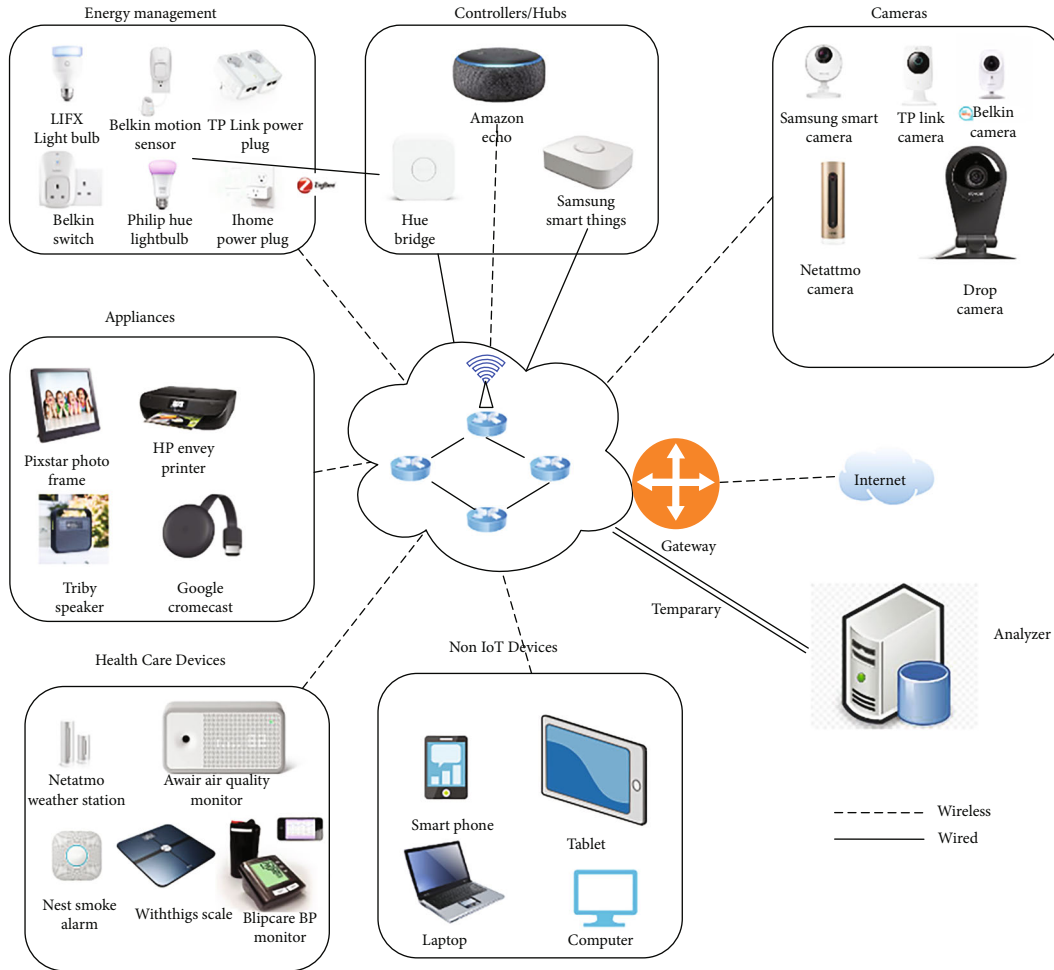 Energy management
LIFX
Light bulb
Belkin motion
sensor
TP Link power
plug
Belkin
switch
Philip hue
lightbulb
Ihome
power plug
Controllers/Hubs
Amazon
echo
Hue
bridge
Samsung
smart things
Cameras
Samsung smart
camera
TP link
camera
Belkin
camera
Netattmo
camera
Drop
camera
Appliances
Pixstar photo
frame
HP envey
printer
Triby
speaker
Google
cromecast
Gateway
Internet
Temparary
Analyzer
Health Care Devices
Netatmo
weather station
Awair air quality
monitor
Nest smoke
alarm
Withthigs scale
Blipcare BP
monitor
Non IoT Devices
Smart phone
Tablet
Laptop
Computer
Wireless
Wired